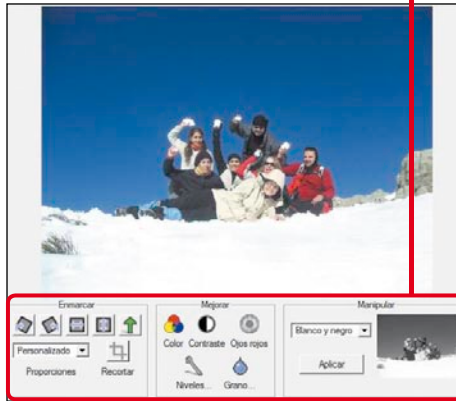 Enmarcar
Personalizado
Proporciones Recortar
Mejorar
Color Contraste Ojos rojos
Niveles... Grano...
Manipular
Blanco y negro
Aplicar